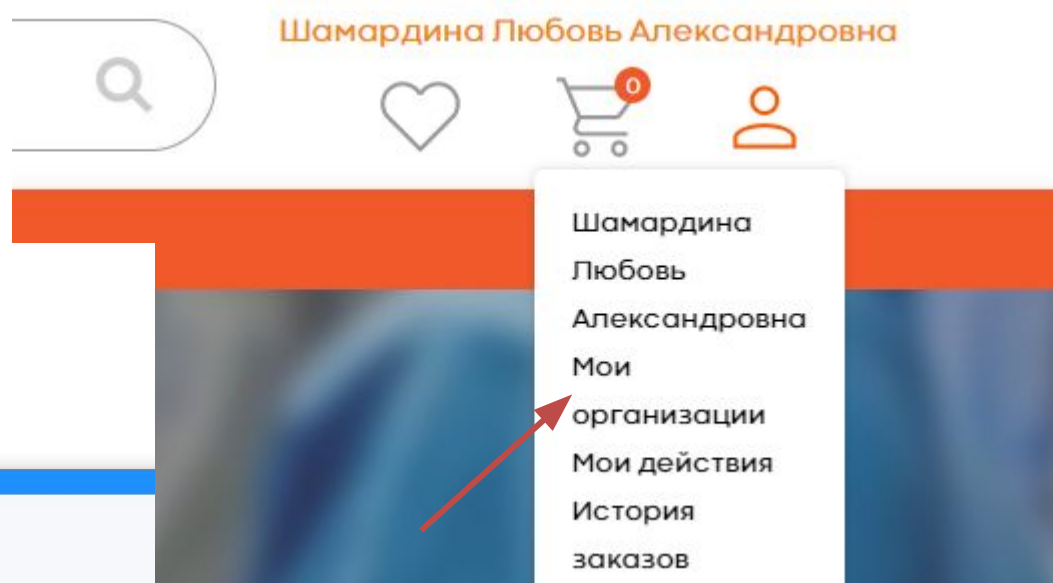 Шамардина Любовь Александровна
0
Шамардина
Любовь
Александровна
Мои
организации
Мои действия
История
заказов